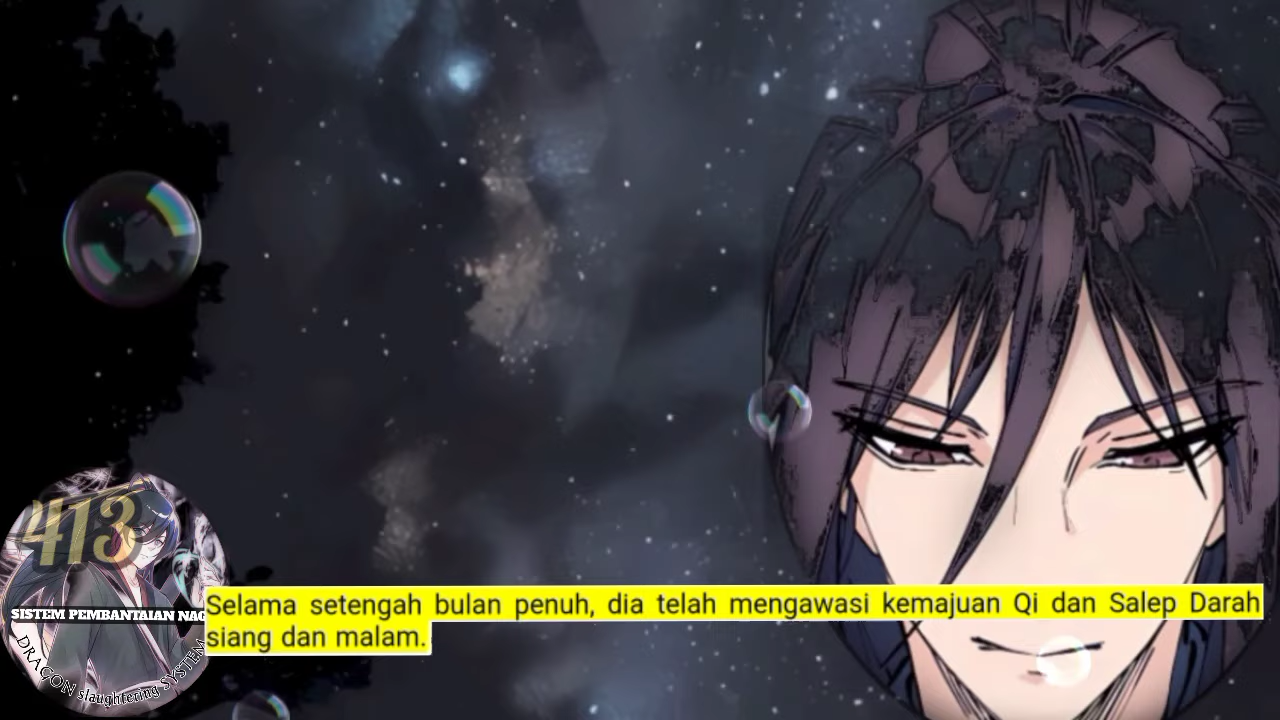 413
SISTEM PEMBANTAIAN NAG
DRACON slaughtering SYSTEM
Selama setengah bulan penuh, dia telah mengawasi kemajuan Qi dan Salep Darah
siang dan malam.